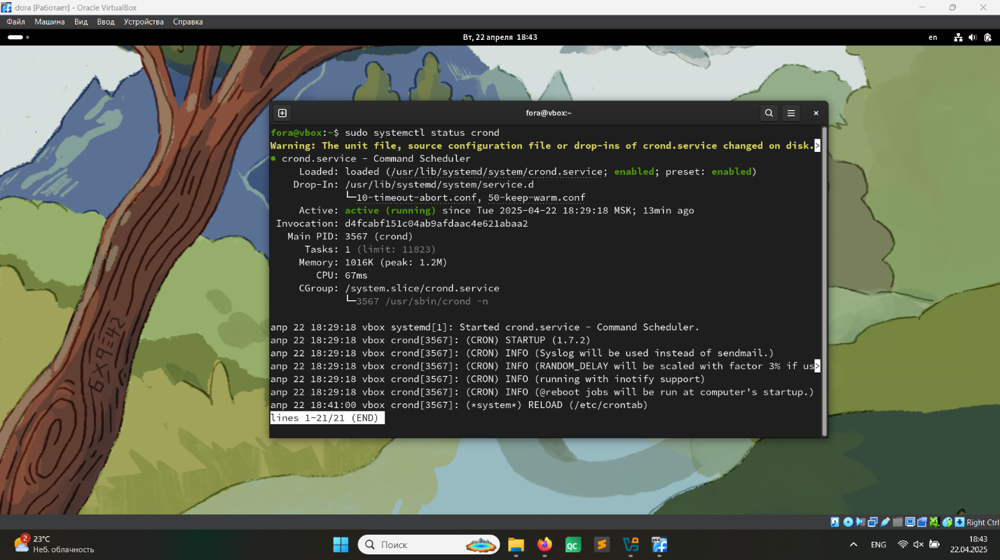 dora [Работает] - Oracle VirtualBox
Файл Машина Вид Ввод Устройства Справка
Вт, 22 апреля 18:43
en
fora@vbox:~
fora@vbox:~$ sudo systemctl status crond
Warning: The unit file, source configuration file or drop-ins of crond.service changed on disk.>
● crond.service - Command Scheduler
Loaded: loaded (/usr/lib/systemd/system/crond.service; enabled; preset: enabled)
Drop-In: /usr/lib/systemd/system/service.d
└─10-timeout-abort.conf, 50-keep-warm.conf
Active: active (running) since Tue 2025-04-22 18:29:18 MSK; 13min ago
Invocation: d4fcabf151c04ab9afdaac4e621abaa2
Main PID: 3567 (crond)
Tasks: 1 (limit: 11823)
Memory: 1016K (peak: 1.2M)
CPU: 67ms
CGroup: /system.slice/crond.service
└─3567 /usr/sbin/crond -n
апр 22 18:29:18 vbox systemd[1]: Started crond.service - Command Scheduler.
апр 22 18:29:18 vbox crond[3567]: (CRON) STARTUP (1.7.2)
апр 22 18:29:18 vbox crond[3567]: (CRON) INFO (Syslog will be used instead of sendmail.)
апр 22 18:29:18 vbox crond[3567]: (CRON) INFO (RANDOM_DELAY will be scaled with factor 3% if us>
апр 22 18:29:18 vbox crond[3567]: (CRON) INFO (running with inotify support)
апр 22 18:29:18 vbox crond[3567]: (CRON) INFO (@reboot jobs will be run at computer's startup.)
апр 22 18:41:00 vbox crond[3567]: (*system*) RELOAD (/etc/crontab)
lines 1-21/21 (END)
6×9=42
Right Ctrl
2
23°C
Неб. облачность
Поиск
QC
x64
ENG
18:43
22.04.2025